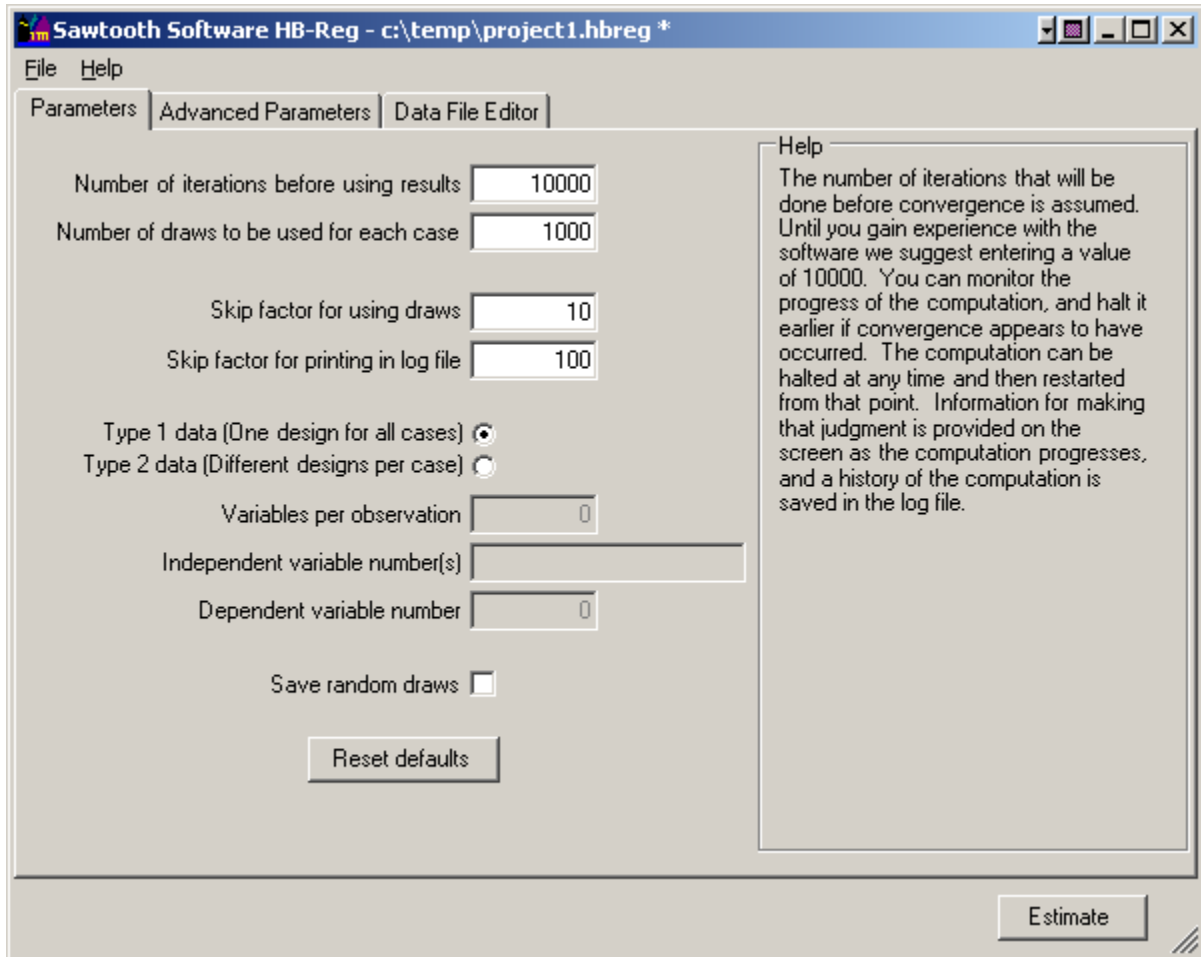 Sawtooth Software HB-Reg - c:\temp\project1.hbreg *
File Help
Parameters Advanced Parameters Data File Editor
Number of iterations before using results 10000
Number of draws to be used for each case 1000
Skip factor for using draws 10
Skip factor for printing in log file 100
Type 1 data (One design for all cases)
Type 2 data (Different designs per case)
Variables per observation 0
Independent variable number(s)
Dependent variable number 0
Save random draws
Reset defaults
Help
The number of iterations that will be
done before convergence is assumed.
Until you gain experience with the
software we suggest entering a value
of 10000. You can monitor the
progress of the computation, and halt it
earlier if convergence appears to have
occurred. The computation can be
halted at any time and then restarted
from that point. Information for making
that judgment is provided on the
screen as the computation progresses,
and a history of the computation is
saved in the log file.
Estimate